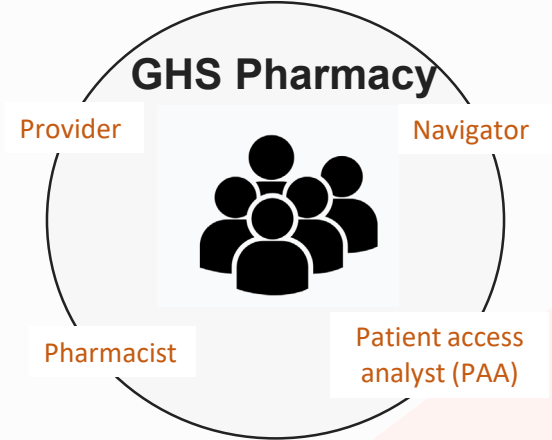 GHS Pharmacy
Provider
Navigator
Pharmacist
Patient access
analyst (PAA)